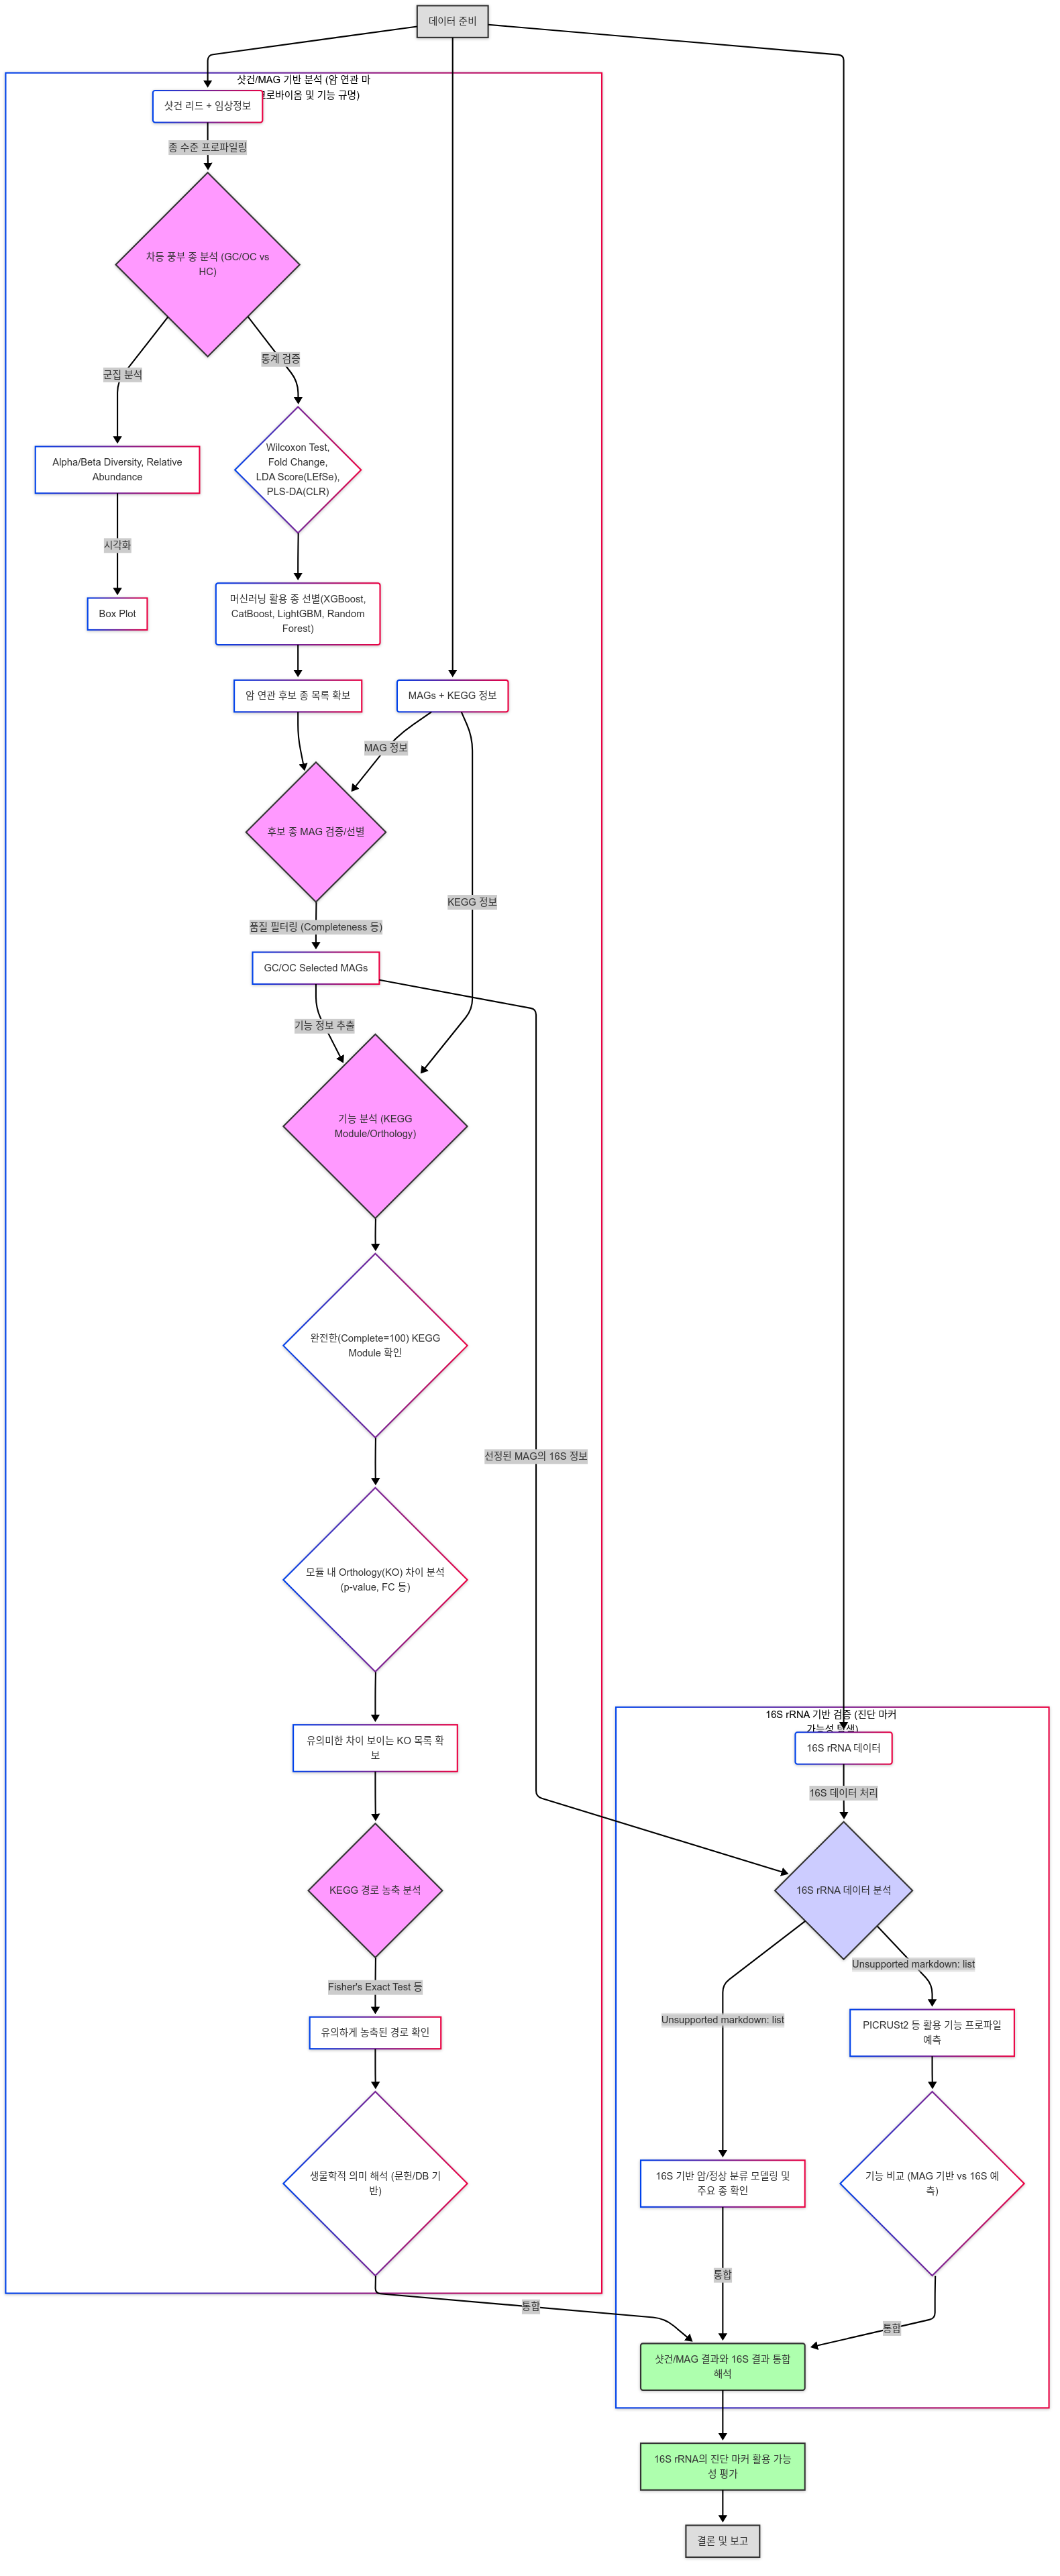 데이터 준비
샷건/MAG 기반 분석 (암 연관 마
크로바이옴 및 기능 규명)
샷건 리드 + 임상정보
종 수준 프로파일링
차등 풍부 종 분석 (GC/OC vs
HC)
군집 분석
통계 검증
Alpha/Beta Diversity, Relative
Abundance
Wilcoxon Test,
Fold Change,
LDA Score(LEfSe),
PLS-DA(CLR)
시각화
Box Plot
머신러닝 활용 종 선별(XGBoost,
CatBoost, LightGBM, Random
Forest)
암 연관 후보 종 목록 확보
MAGs + KEGG 정보
MAG 정보
후보 종 MAG 검증/선별
KEGG 정보
품질 필터링 (Completeness 등)
GC/OC Selected MAGs
기능 정보 추출
기능 분석 (KEGG
Module/Orthology)
완전한(Complete=100) KEGG
Module 확인
선정된 MAG의 16S 정보
모듈 내 Orthology(KO) 차이 분석
(p-value, FC 등)
유의미한 차이 보이는 KO 목록 확
보
16S rRNA 기반 검증 (진단 마커
가능성 탐색)
16S rRNA 데이터
16S 데이터 처리
KEGG 경로 농축 분석
16S rRNA 데이터 분석
Fisher's Exact Test 등
Unsupported markdown: list
Unsupported markdown: list
유의하게 농축된 경로 확인
PICRUSt2 등 활용 기능 프로파일
예측
생물학적 의미 해석 (문헌/DB 기
반)
16S 기반 암/정상 분류 모델링 및
주요 종 확인
기능 비교 (MAG 기반 vs 16S 예
측)
통합
통합
통합
샷건/MAG 결과와 16S 결과 통합
해석
16S rRNA의 진단 마커 활용 가능
성 평가
결론 및 보고